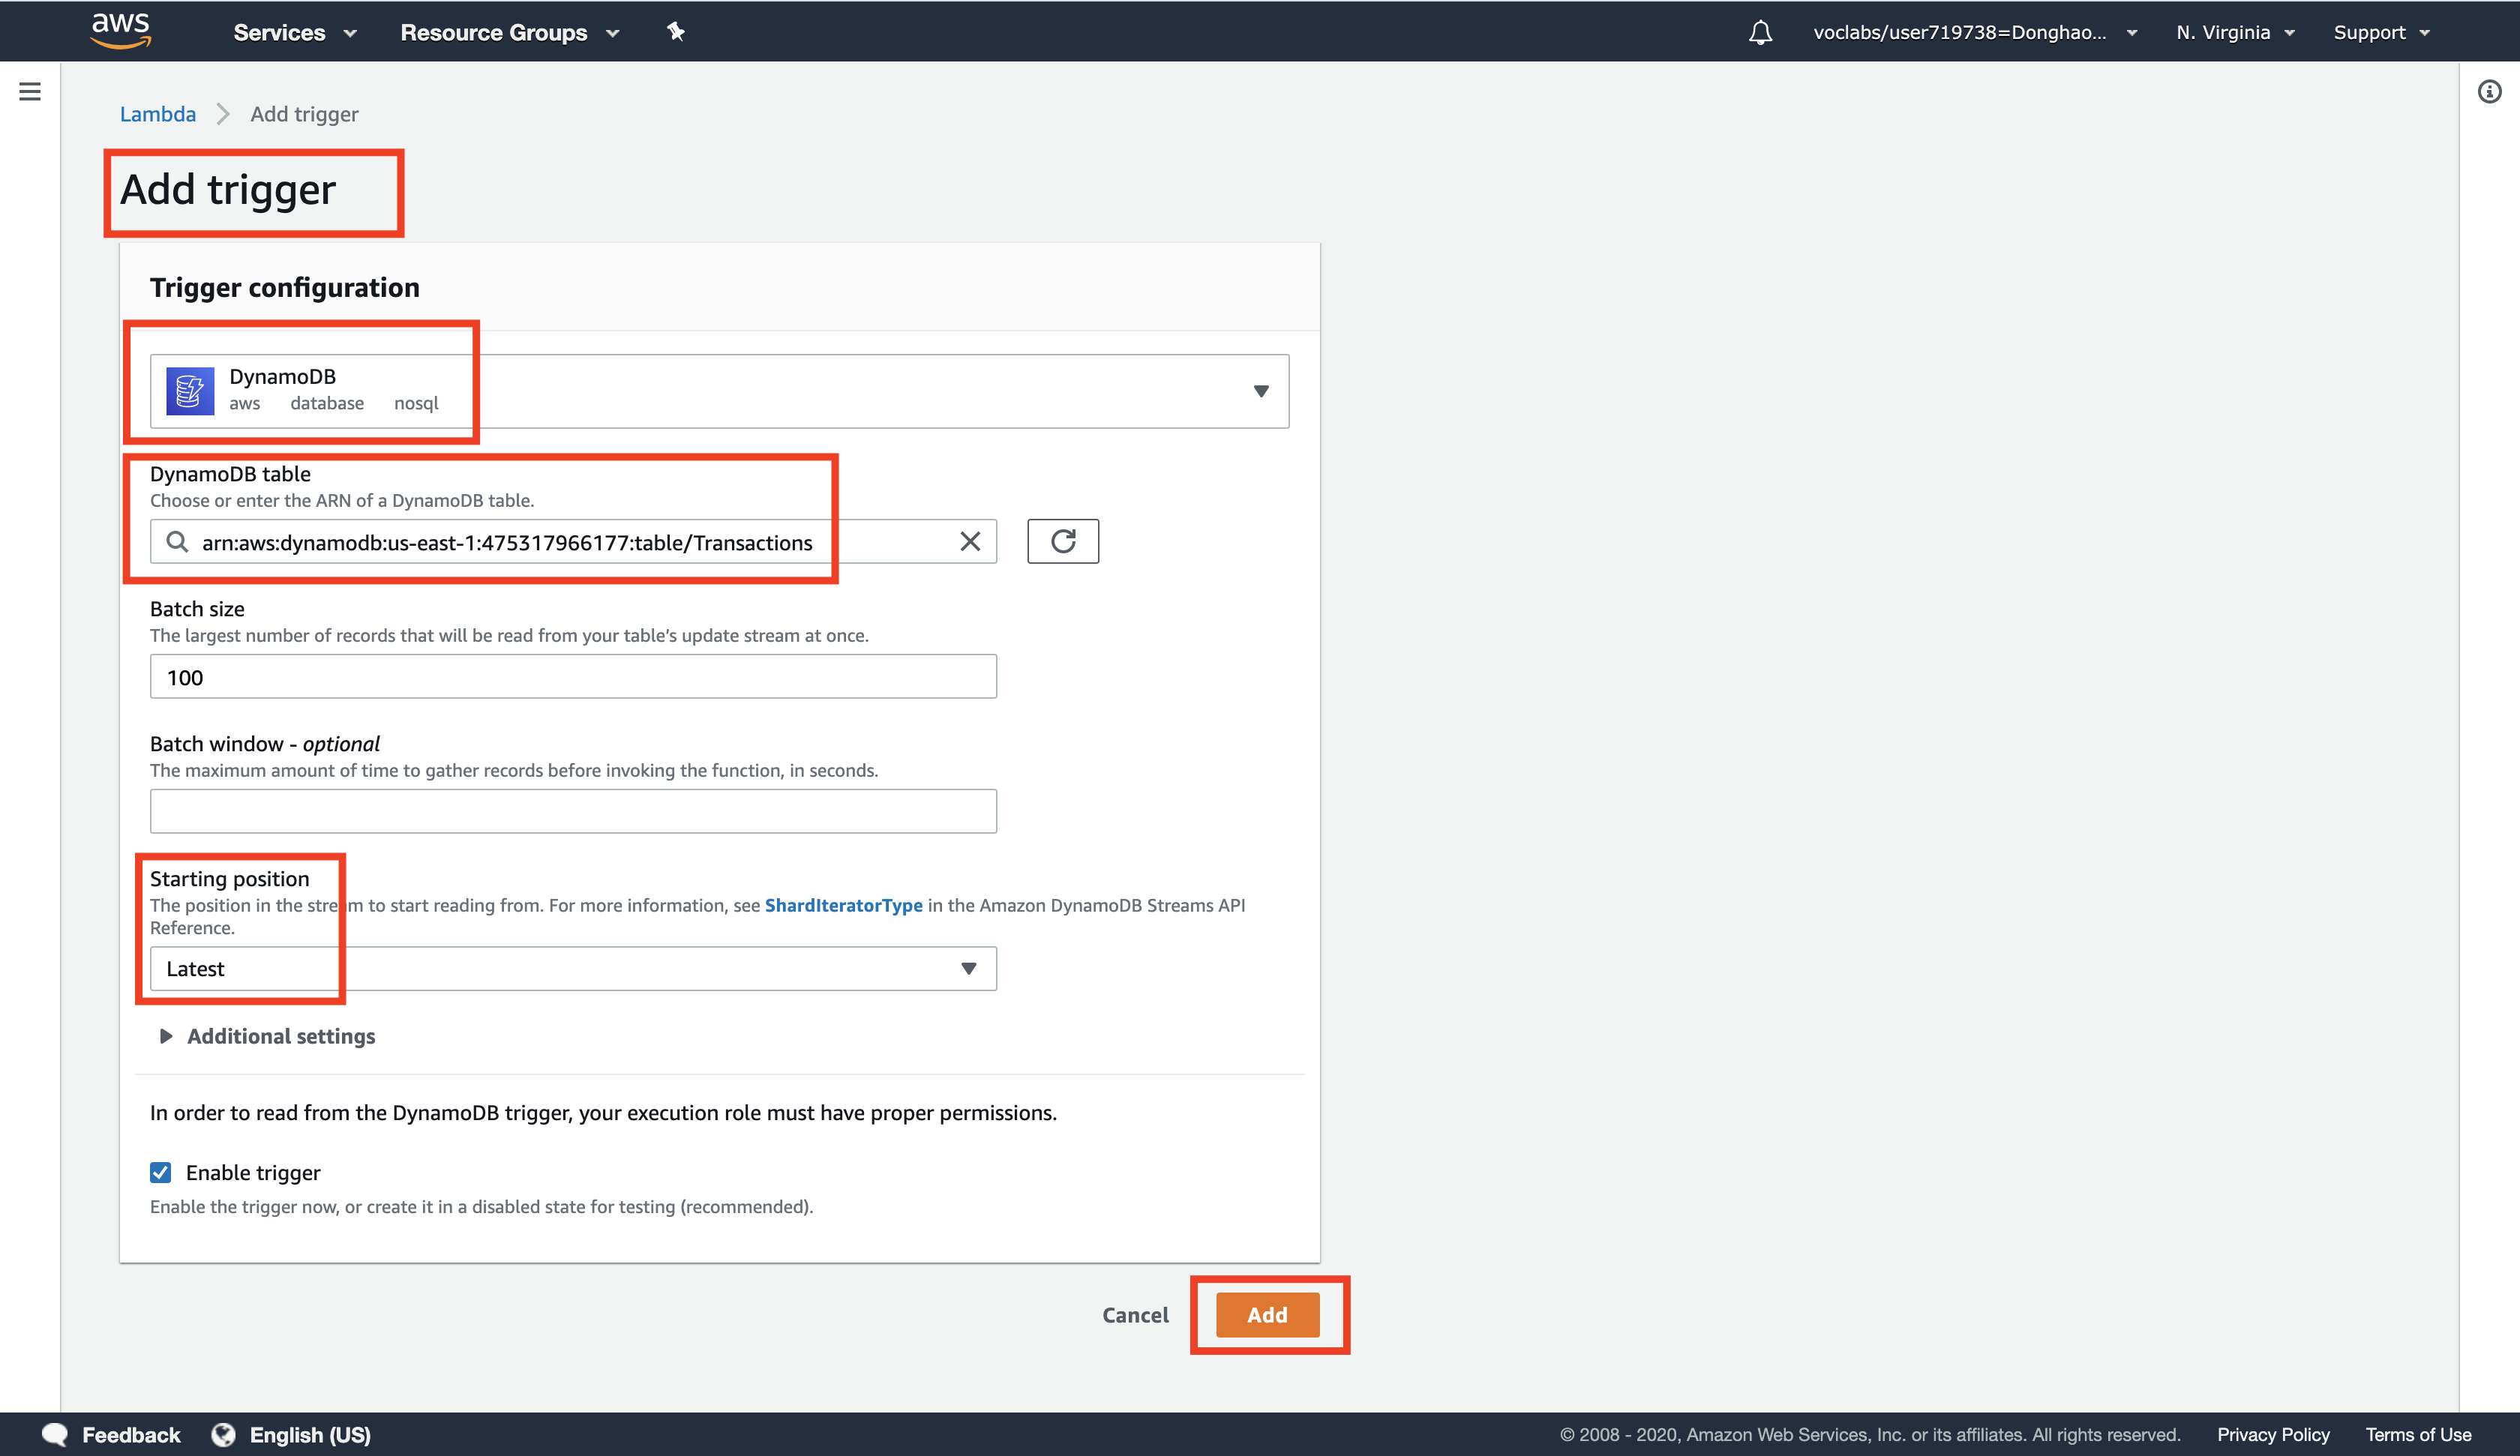 aws Services Resource Groups voclabs/user719738=Donghao... N. Virginia Support
Lambda Add trigger
Add trigger
Trigger configuration
DynamoDB
aws database nosql
DynamoDB table
Choose or enter the ARN of a DynamoDB table.
arn:aws:dynamodb:us-east-1:475317966177:table/Transactions
Batch size
The largest number of records that will be read from your table’s update stream at once.
100
Batch window - optional
The maximum amount of time to gather records before invoking the function, in seconds.
Starting position
The position in the stream to start reading from. For more information, see ShardIteratorType in the Amazon DynamoDB Streams API
Reference.
Latest
Additional settings
In order to read from the DynamoDB trigger, your execution role must have proper permissions.
Enable trigger
Enable the trigger now, or create it in a disabled state for testing (recommended).
Cancel Add
Feedback English (US) © 2008 - 2020, Amazon Web Services, Inc. or its affiliates. All rights reserved. Privacy Policy Terms of Use